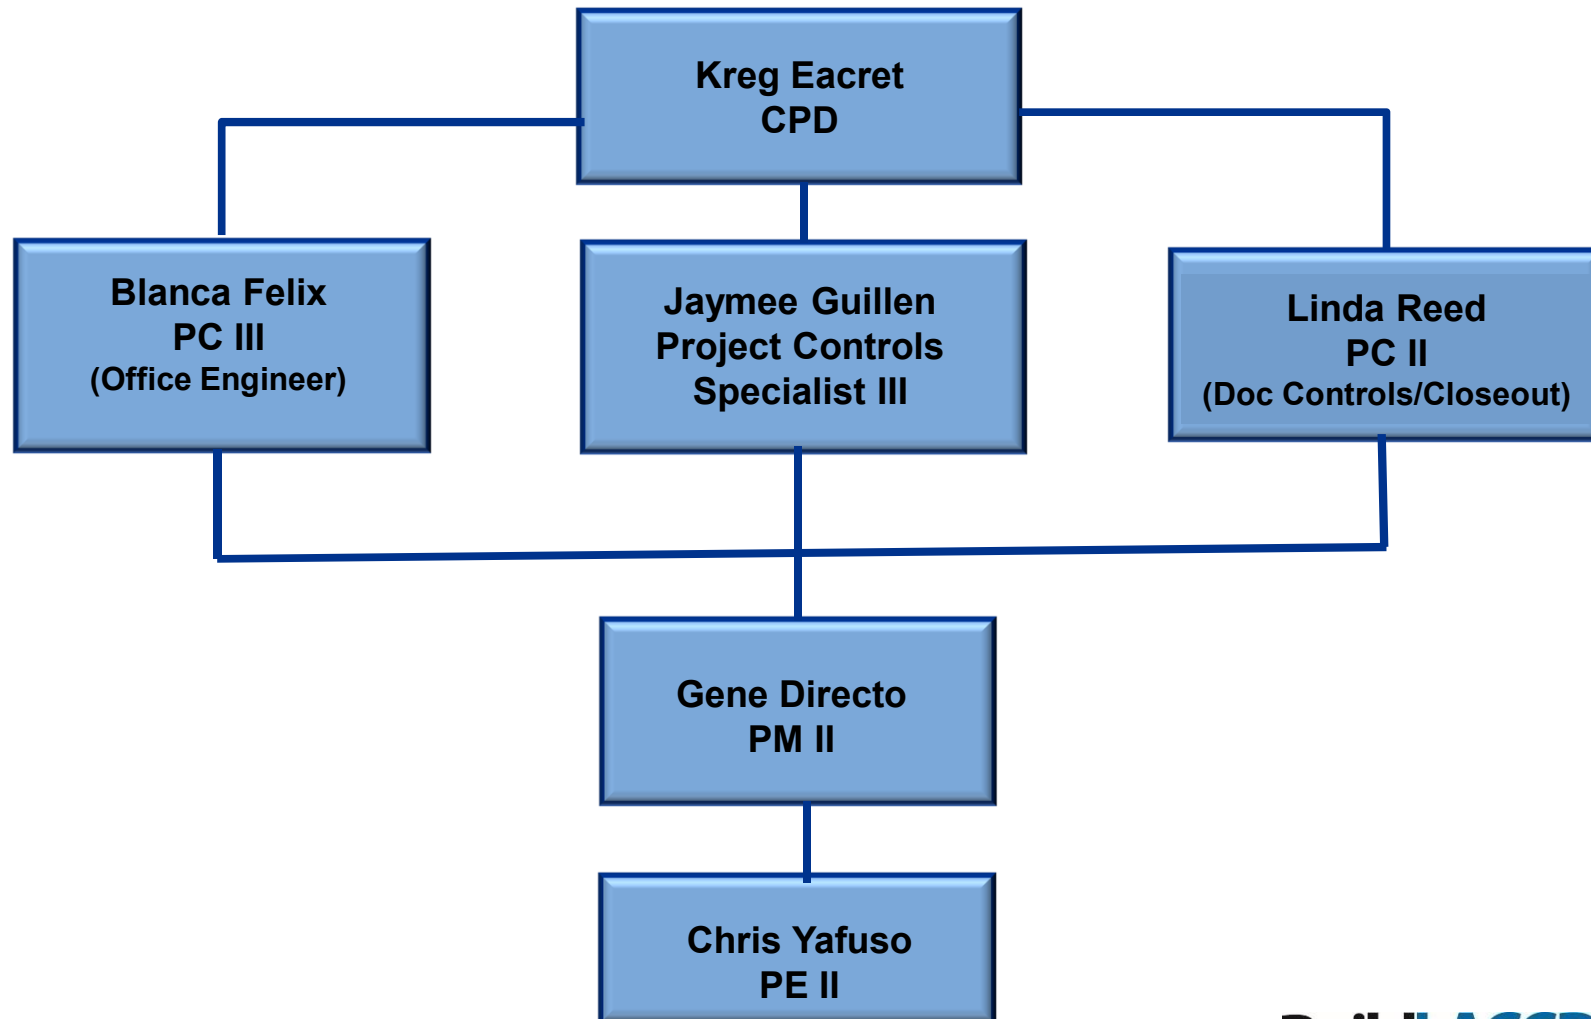 Kreg Eacret
CPD
Blanca Felix
PC III
(Office Engineer)
Jaymee Guillen
Project Controls
Specialist III
Linda Reed
PC II
(Doc Controls/Closeout)
Gene Directo
PM II
Chris Yafuso
PE II